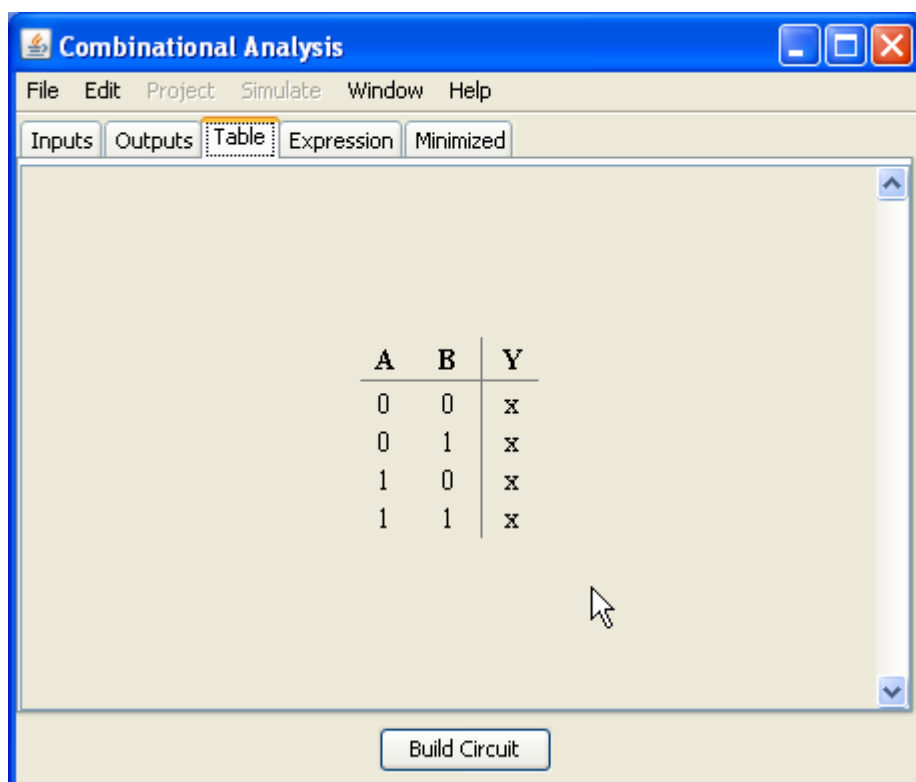 Combinational Analysis
File Edit Project Simulate Window Help
Inputs Outputs Table Expression Minimized
A B Y
0 0 x
0 1 x
1 0 x
1 1 x
Build Circuit